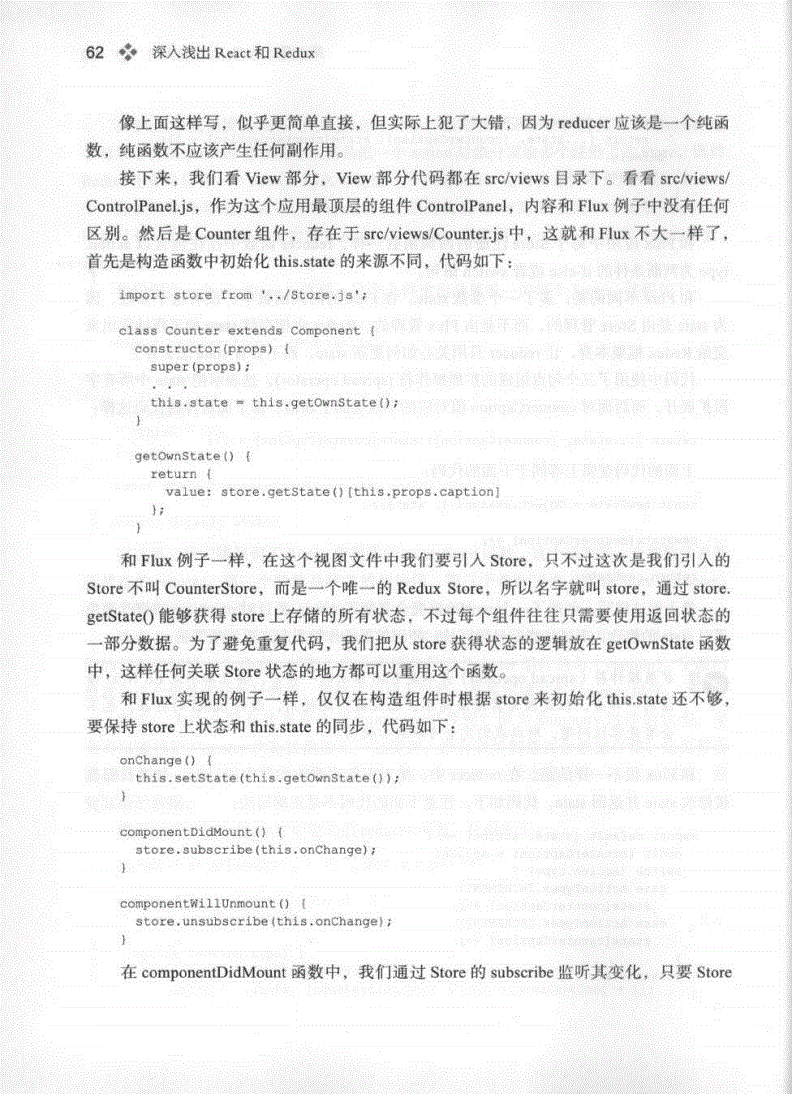 62 深入浅出 React 和 Redux
像上面这样写，似乎更简单直接，但实际上犯了大错，因为 reducer 应该是一个纯函
数，纯函数不应该产生任何副作用。
接下来，我们看 View 部分，View 部分代码都在 src/views 目录下。看看 src/views/
ControlPanel.js，作为这个应用最顶层的组件 ControlPanel，内容和 Flux 例子中没有任何
区别。然后是 Counter 组件，存在于 src/views/Counter.js 中，这就和 Flux 不大一样了，
首先是构造函数中初始化 this.state 的来源不同，代码如下：
import store from '../Store.js';
class Counter extends Component {
constructor(props) {
super(props);
this.state = this.getOwnState();
}
getOwnState() {
return {
value: store.getState()[this.props.caption]
};
}
和 Flux 例子一样，在这个视图文件中我们要引入 Store，只不过这次是我们引入的
Store 不叫 CounterStore，而是一个唯一的 Redux Store，所以名字就叫 store，通过 store.
getState() 能够获得 store 上存储的所有状态，不过每个组件往往只需要使用返回状态的
一部分数据。为了避免重复代码，我们把从 store 获得状态的逻辑放在 getOwnState 函数
中，这样任何关联 Store 状态的地方都可以重用这个函数。
和 Flux 实现的例子一样，仅仅在构造组件时根据 store 来初始化 this.state 还不够，
要保持 store 上状态和 this.state 的同步，代码如下：
onChange() {
this.setState(this.getOwnState());
}
componentDidMount() {
store.subscribe(this.onChange);
}
componentWillUnmount() {
store.unsubscribe(this.onChange);
}
在 componentDidMount 函数中，我们通过 Store 的 subscribe 监听其变化，只要 Store